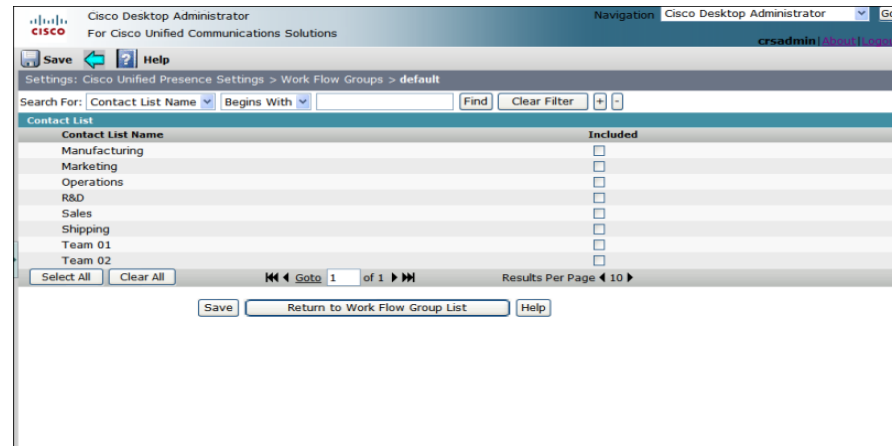 Cisco Desktop Administrator
For Cisco Unified Communications Solutions
CISCO
Navigation Cisco Desktop Administrator
crsadmin|About|Logout
Save ? Help
Settings: Cisco Unified Presence Settings > Work Flow Groups > default
Search For: Contact List Name Begins With Find Clear Filter + -
Contact List
Contact List Name Included
Manufacturing
Marketing
Operations
R&D
Sales
Shipping
Team 01
Team 02
Select All Clear All Goto 1 of 1 Results Per Page 10
Save Return to Work Flow Group List Help